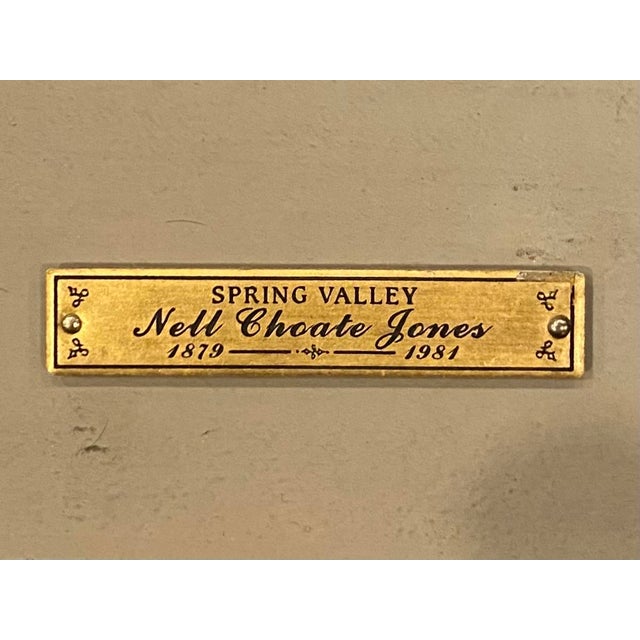 SPRING VALLEY
Nell Choate Jones
1879 1981